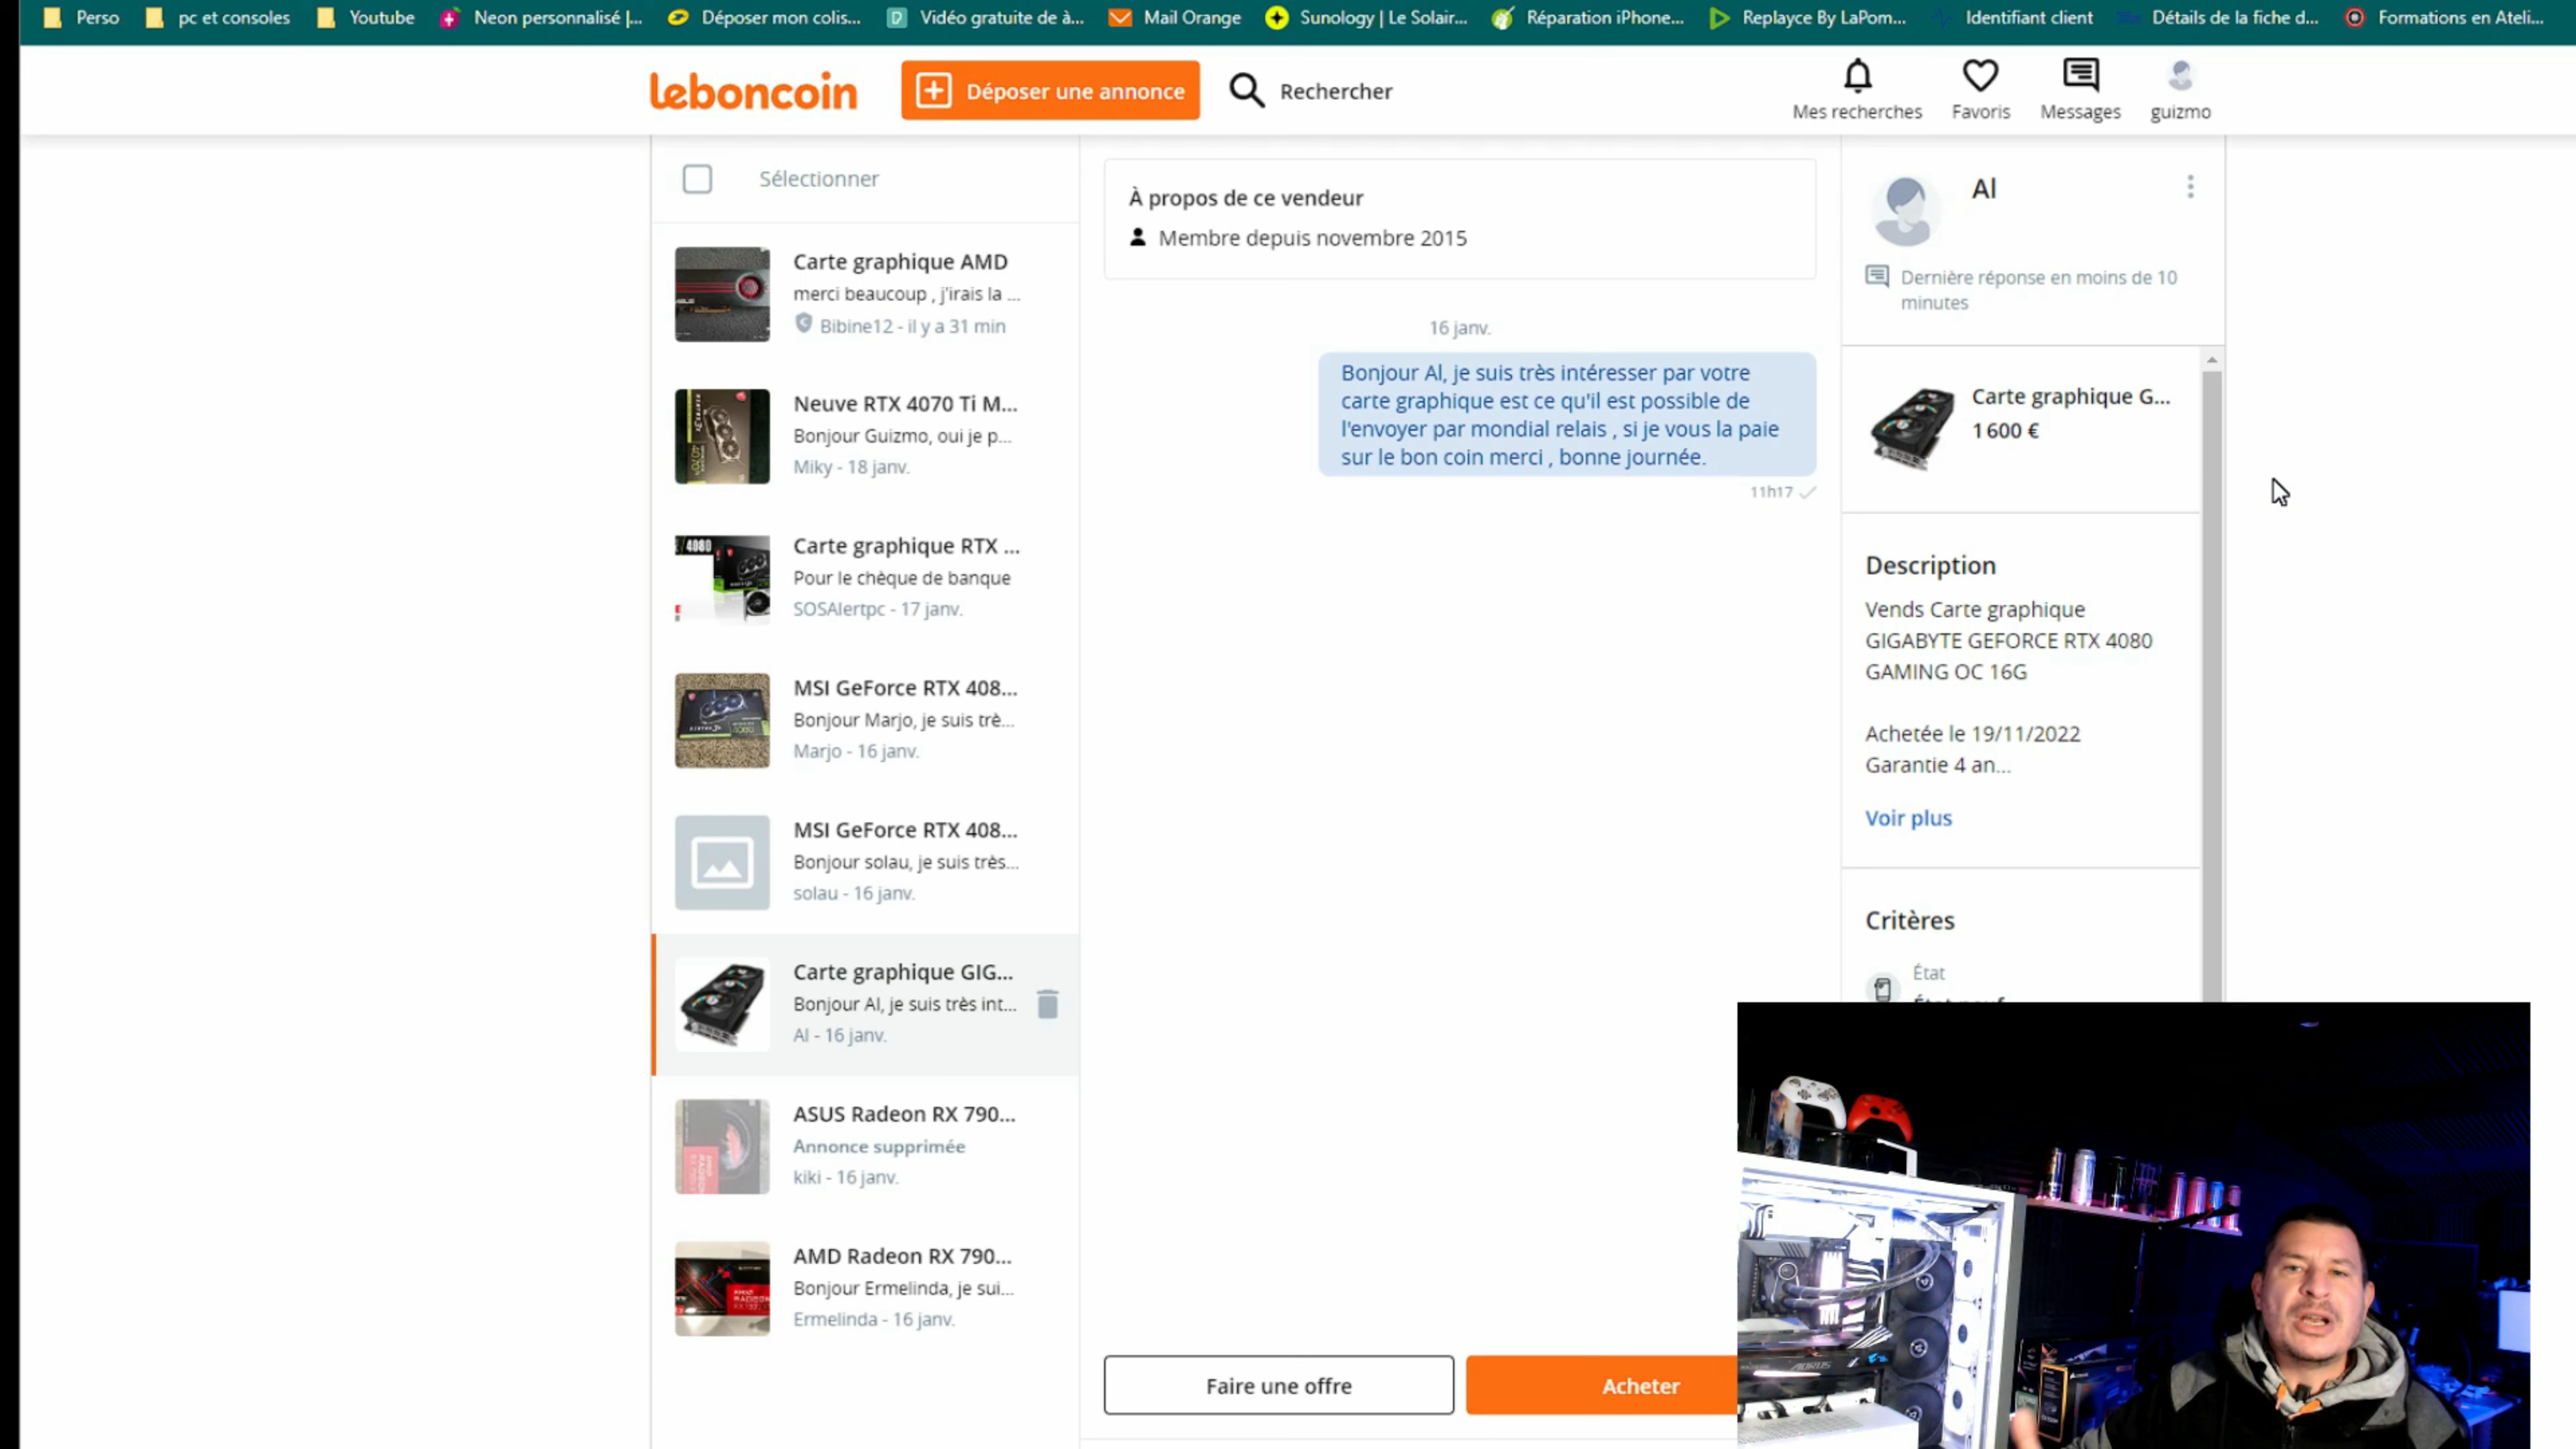 Perso
pc et consoles
Youtube
Neon personnalisé |...
Déposer mon colis...
Vidéo gratuite de à...
Mail Orange
Sunology | Le Solair...
Réparation iPhone...
Replayce By LaPom...
Identifiant client
Détails de la fiche d...
Formations en Ateli...
leboncoin
Déposer une annonce
Rechercher
Mes recherches
Favoris
Messages
guizmo
Sélectionner
Carte graphique AMD
merci beaucoup , j'irais la ...
Bibine12 - il y a 31 min
Neuve RTX 4070 Ti M...
Bonjour Guizmo, oui je p...
Miky - 18 janv.
4080
Carte graphique RTX ...
Pour le chèque de banque
SOSAlertpc - 17 janv.
MSI GeForce RTX 408...
Bonjour Marjo, je suis trè...
Marjo - 16 janv.
MSI GeForce RTX 408...
Bonjour solau, je suis très...
solau - 16 janv.
Carte graphique GIG...
Bonjour Al, je suis très int...
Al - 16 janv.
ASUS Radeon RX 790...
Annonce supprimée
kiki - 16 janv.
AMD Radeon RX 790...
Bonjour Ermelinda, je sui...
Ermelinda - 16 janv.
À propos de ce vendeur
Membre depuis novembre 2015
16 janv.
Bonjour Al, je suis très intéresser par votre
carte graphique est ce qu'il est possible de
l'envoyer par mondial relais , si je vous la paie
sur le bon coin merci , bonne journée.
11h17
Faire une offre
Acheter
Al
Dernière réponse en moins de 10
minutes
Carte graphique G...
1 600 €
Description
Vends Carte graphique
GIGABYTE GEFORCE RTX 4080
GAMING OC 16G
Achetée le 19/11/2022
Garantie 4 an...
Voir plus
Critères
État
AORUS